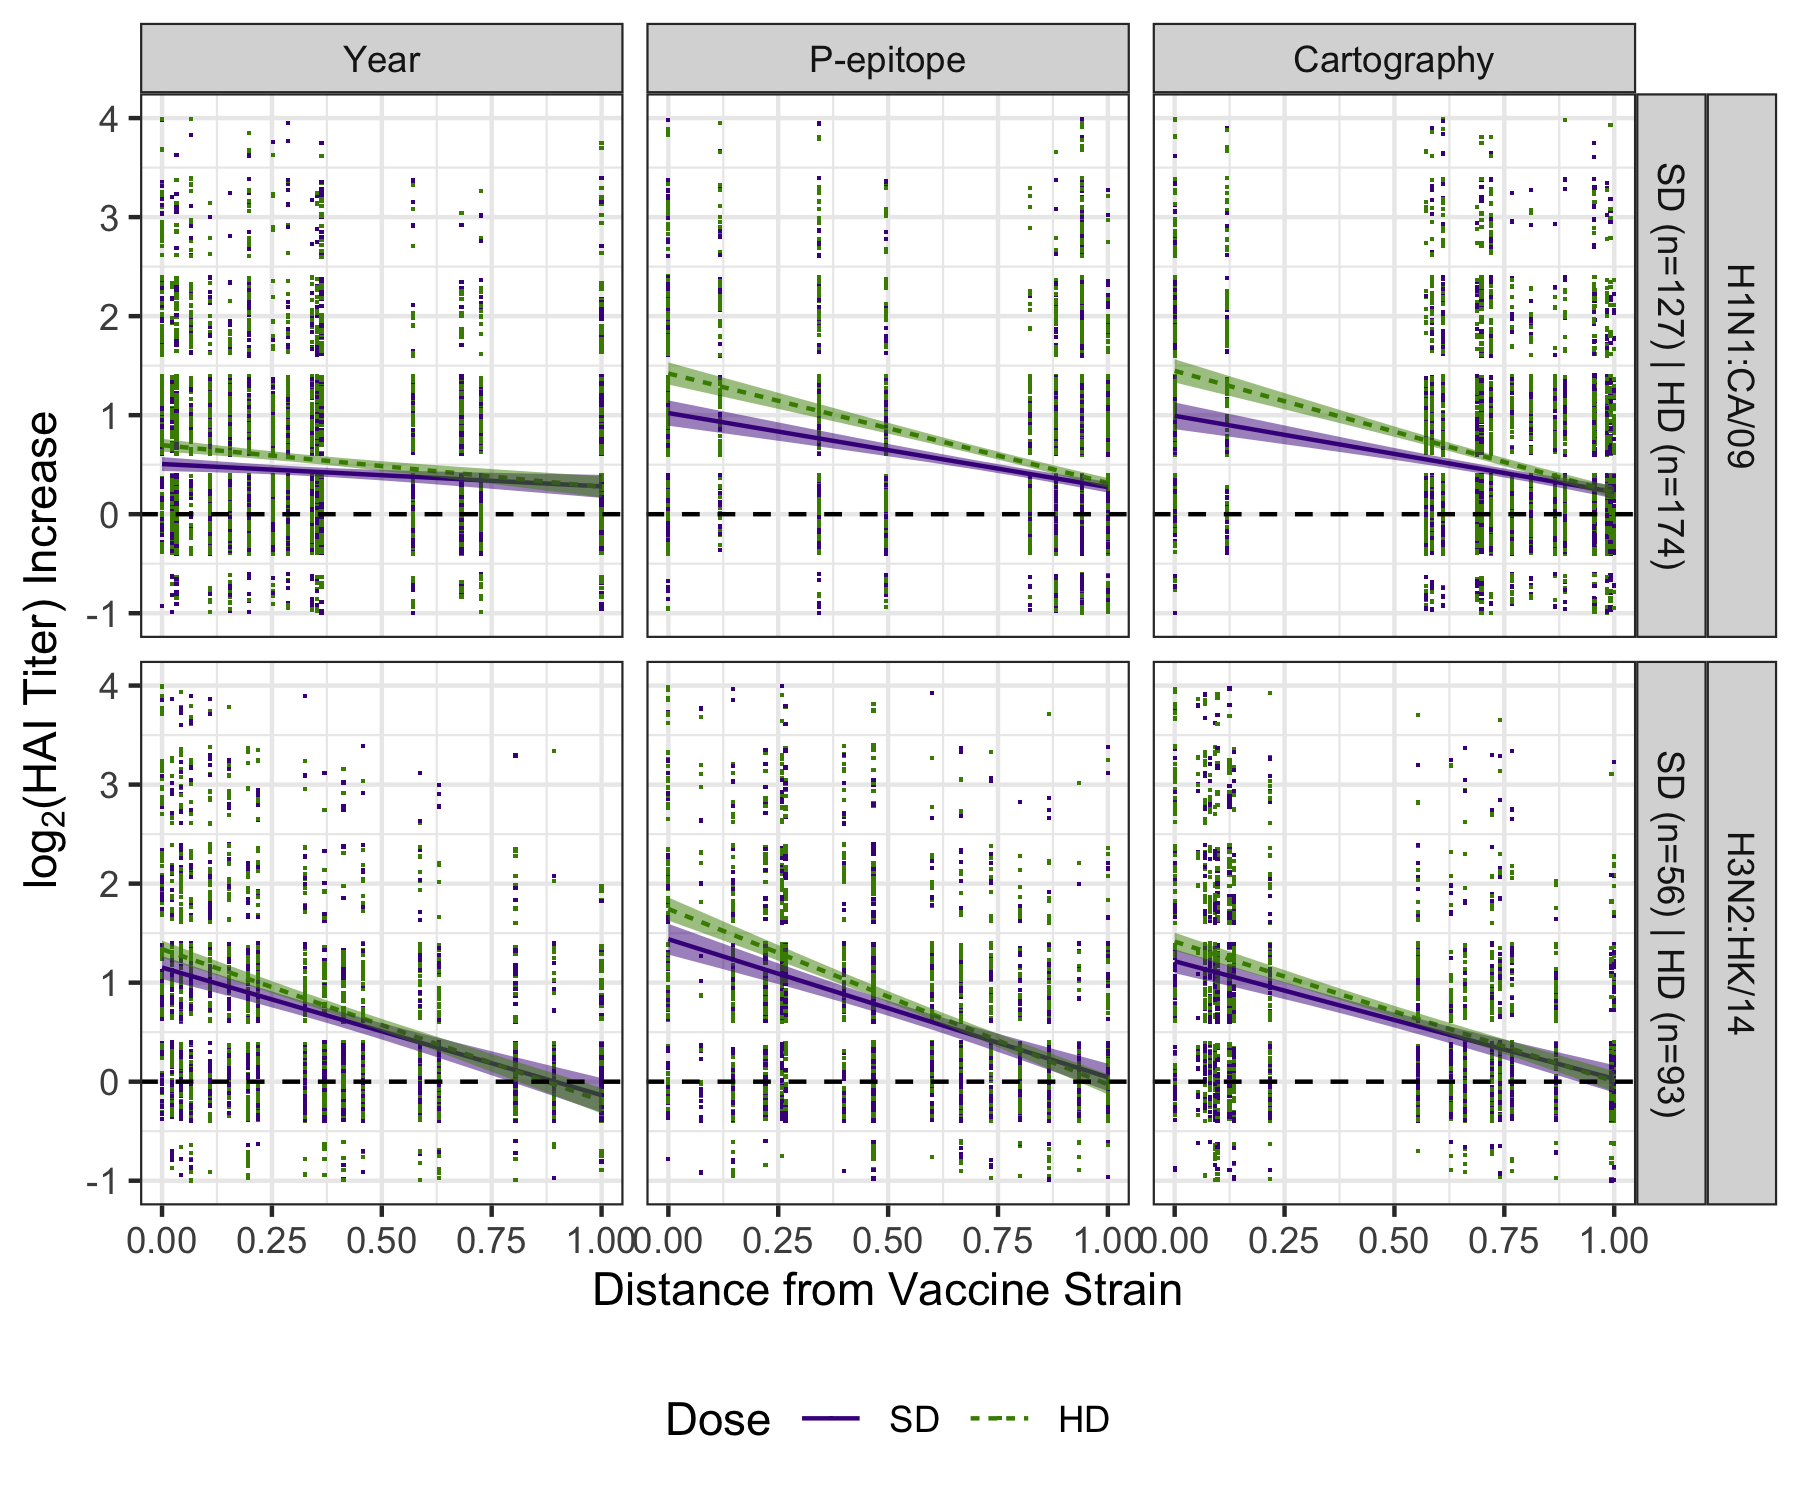 Year
P-epitope
Cartography
4
3
2
1
0
-1
SD (n=127) | HD (n=174)
H1N1:CA/09
log2(HAI Titer) Increase
4
3
2
1
0
-1
SD (n=56) | HD (n=93)
H3N2:HK/14
0.00 0.25 0.50 0.75 1.00 0.00 0.25 0.50 0.75 1.00 0.00 0.25 0.50 0.75 1.00
Distance from Vaccine Strain
Dose SD HD